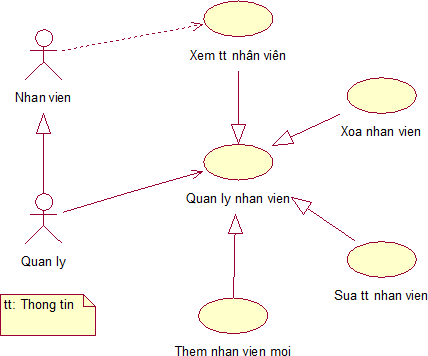 Xem tt nhân viên
Nhan vien
Xoa nhan vien
Quan ly nhan vien
Quan ly
Sua tt nhan vien
tt: Thong tin
Them nhan vien moi